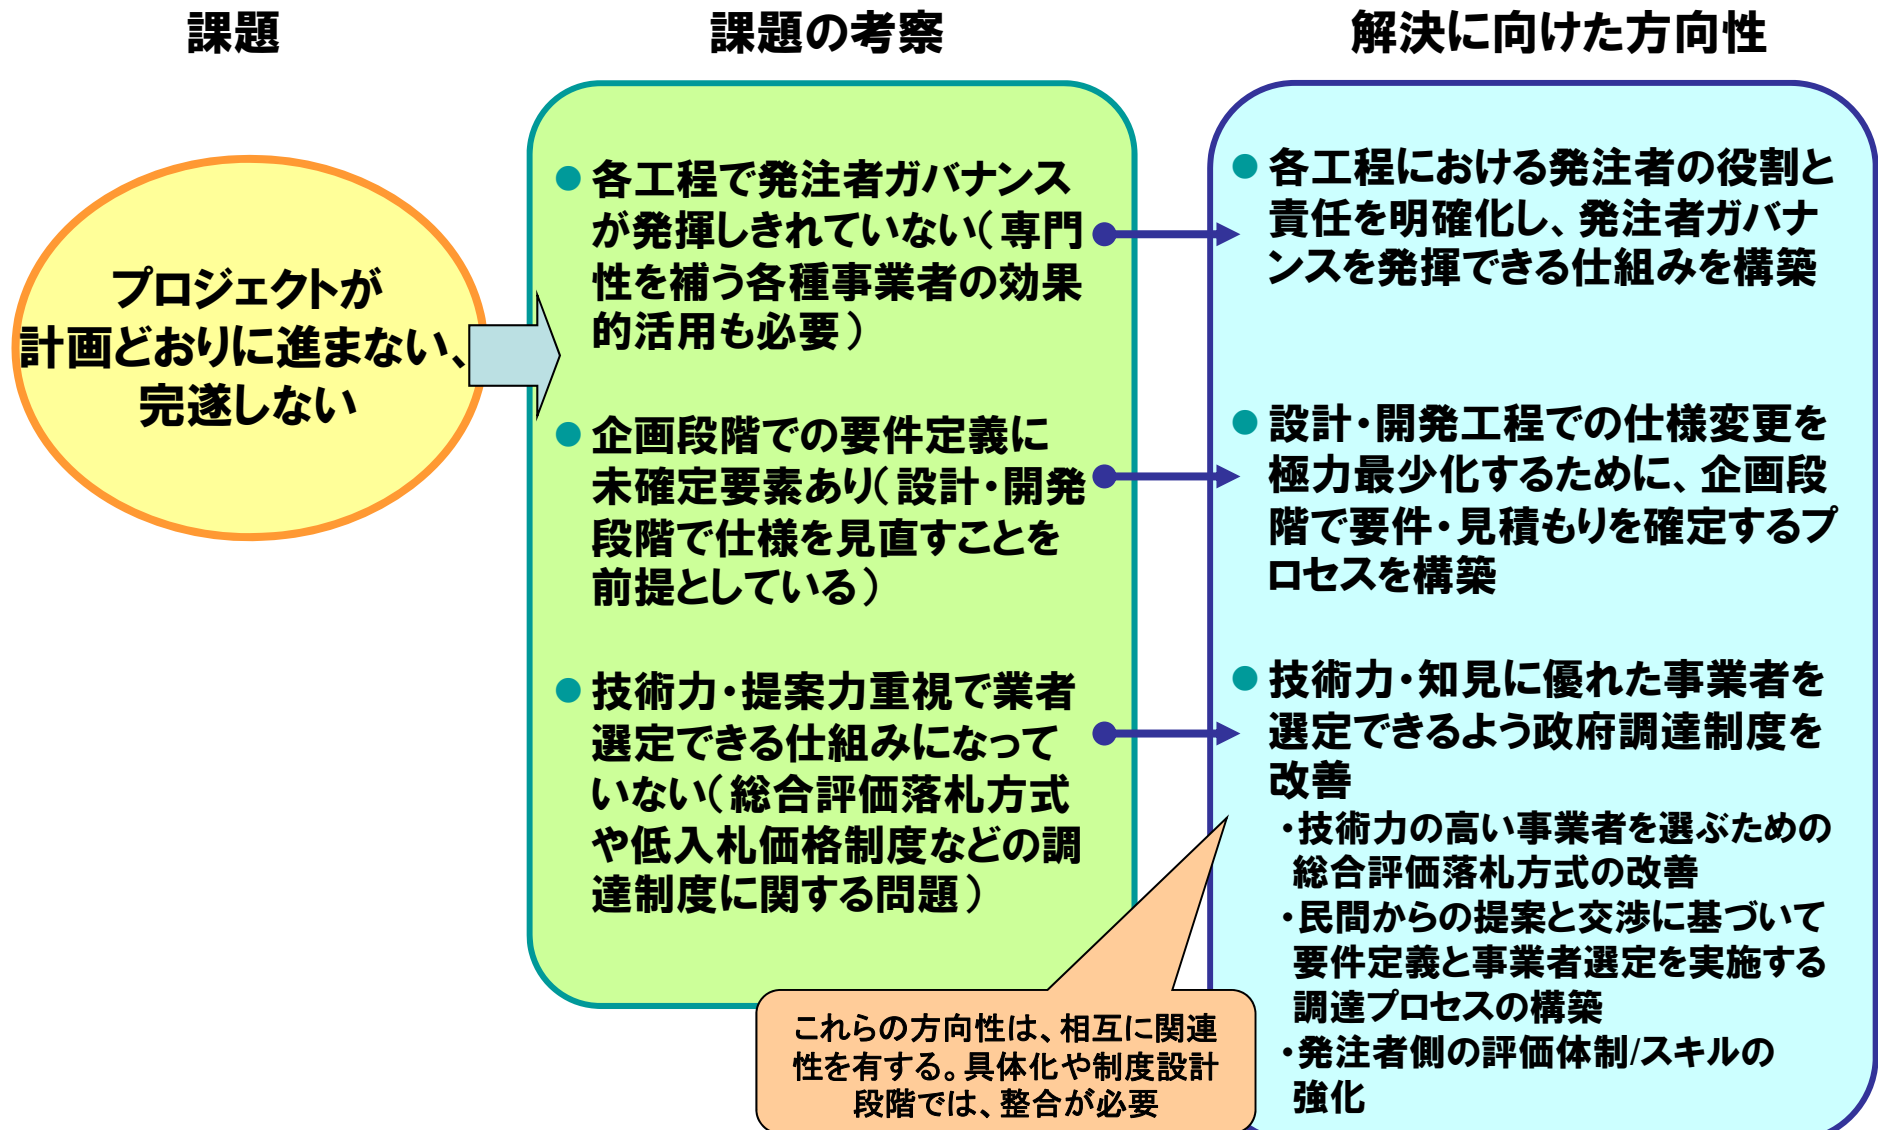 課題
課題の考察
解決に向けた方向性
プロジェクトが
計画どおりに進まない、
完遂しない
●各工程で発注者ガバナンス
が発揮しきれていない（専門
性を補う各種事業者の効果
的活用も必要）
●企画段階での要件定義に
未確定要素あり（設計・開発
段階で仕様を見直すことを
前提としている）
●技術力・提案力重視で業者
選定できる仕組みになって
いない（総合評価落札方式
や低入札価格制度などの調
達制度に関する問題）
●各工程における発注者の役割と
責任を明確化し、発注者ガバナ
ンスを発揮できる仕組みを構築
●設計・開発工程での仕様変更を
極力最少化するために、企画段
階で要件・見積もりを確定するプ
ロセスを構築
●技術力・知見に優れた事業者を
選定できるよう政府調達制度を
改善
・技術力の高い事業者を選ぶための
総合評価落札方式の改善
・民間からの提案と交渉に基づいて
要件定義と事業者選定を実施する
調達プロセスの構築
・発注者側の評価体制/スキルの
強化
これらの方向性は、相互に関連
性を有する。具体化や制度設計
段階では、整合が必要